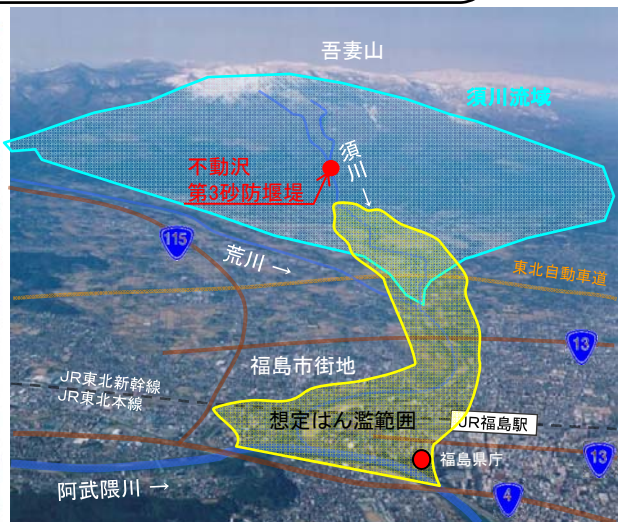 吾妻山
須川流域
不動沢
第3砂防堰堤
須川→
115
荒川 →
東北自動車道
13
福島市街地
JR東北新幹線
JR東北本線
想定はん濫範囲
JR福島駅
福島県庁
13
阿武隈川 →
4